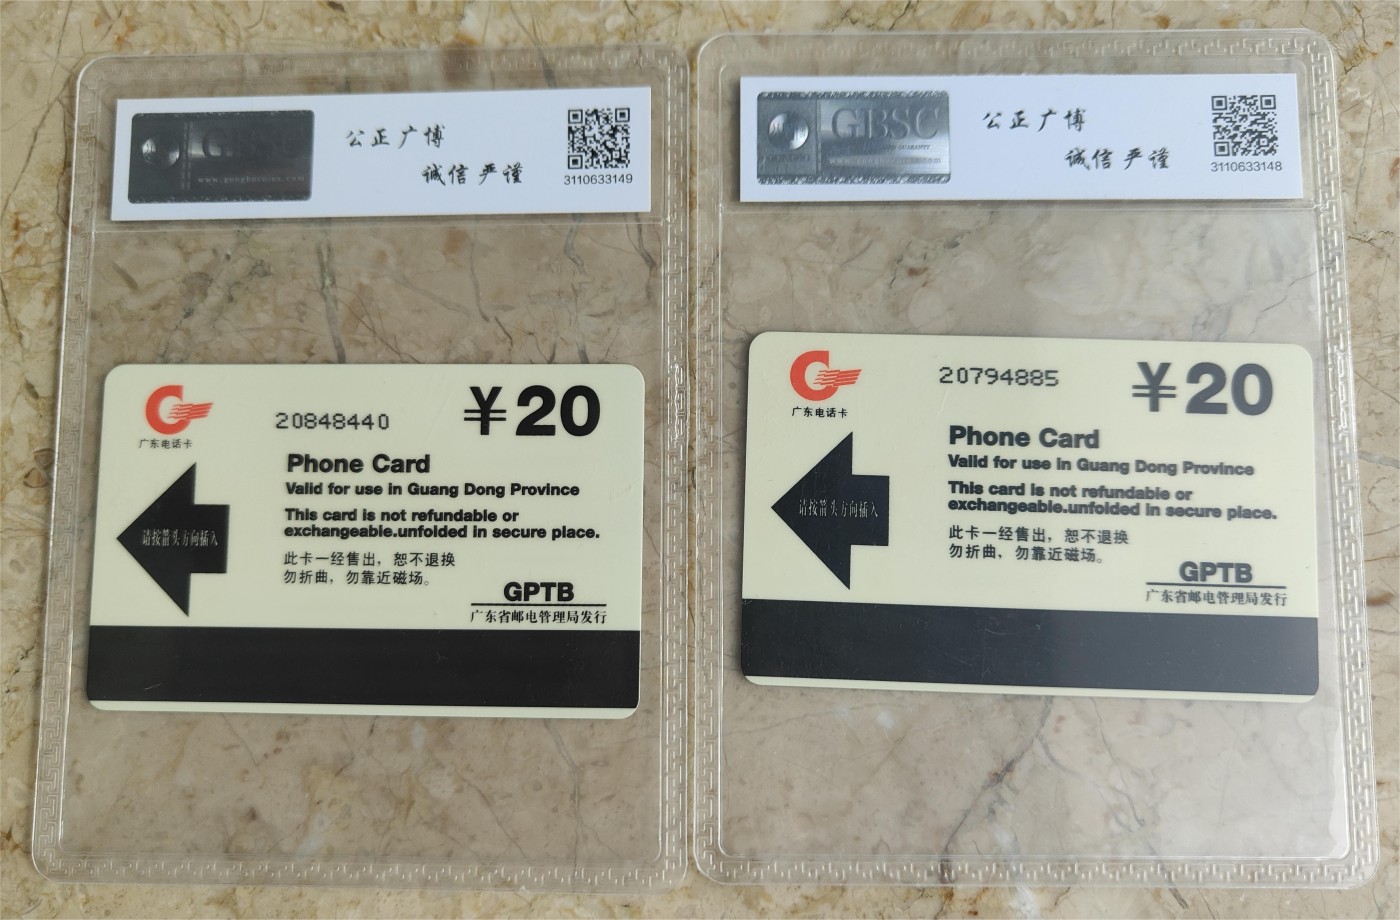 公正广博
诚信严谨
3110633149
广东电话卡
20848440
¥20
Phone Card
Valid for use in Guang Dong Province
This card is not refundable or
exchangeable.unfolded in secure place.
请按箭头方向插入
此卡一经售出，恕不退换
勿折曲，勿靠近磁场。
GPTB
广东省邮电管理局发行
GBSC
公正广博
诚信严谨
3110633148
广东电话卡
20794885
¥20
Phone Card
Valid for use in Guang Dong Province
This card is not refundable or
exchangeable.unfolded in secure place.
请按箭头方向插入
此卡一经售出，恕不退换
勿折曲，勿靠近磁场。
GPTB
广东省邮电管理局发行